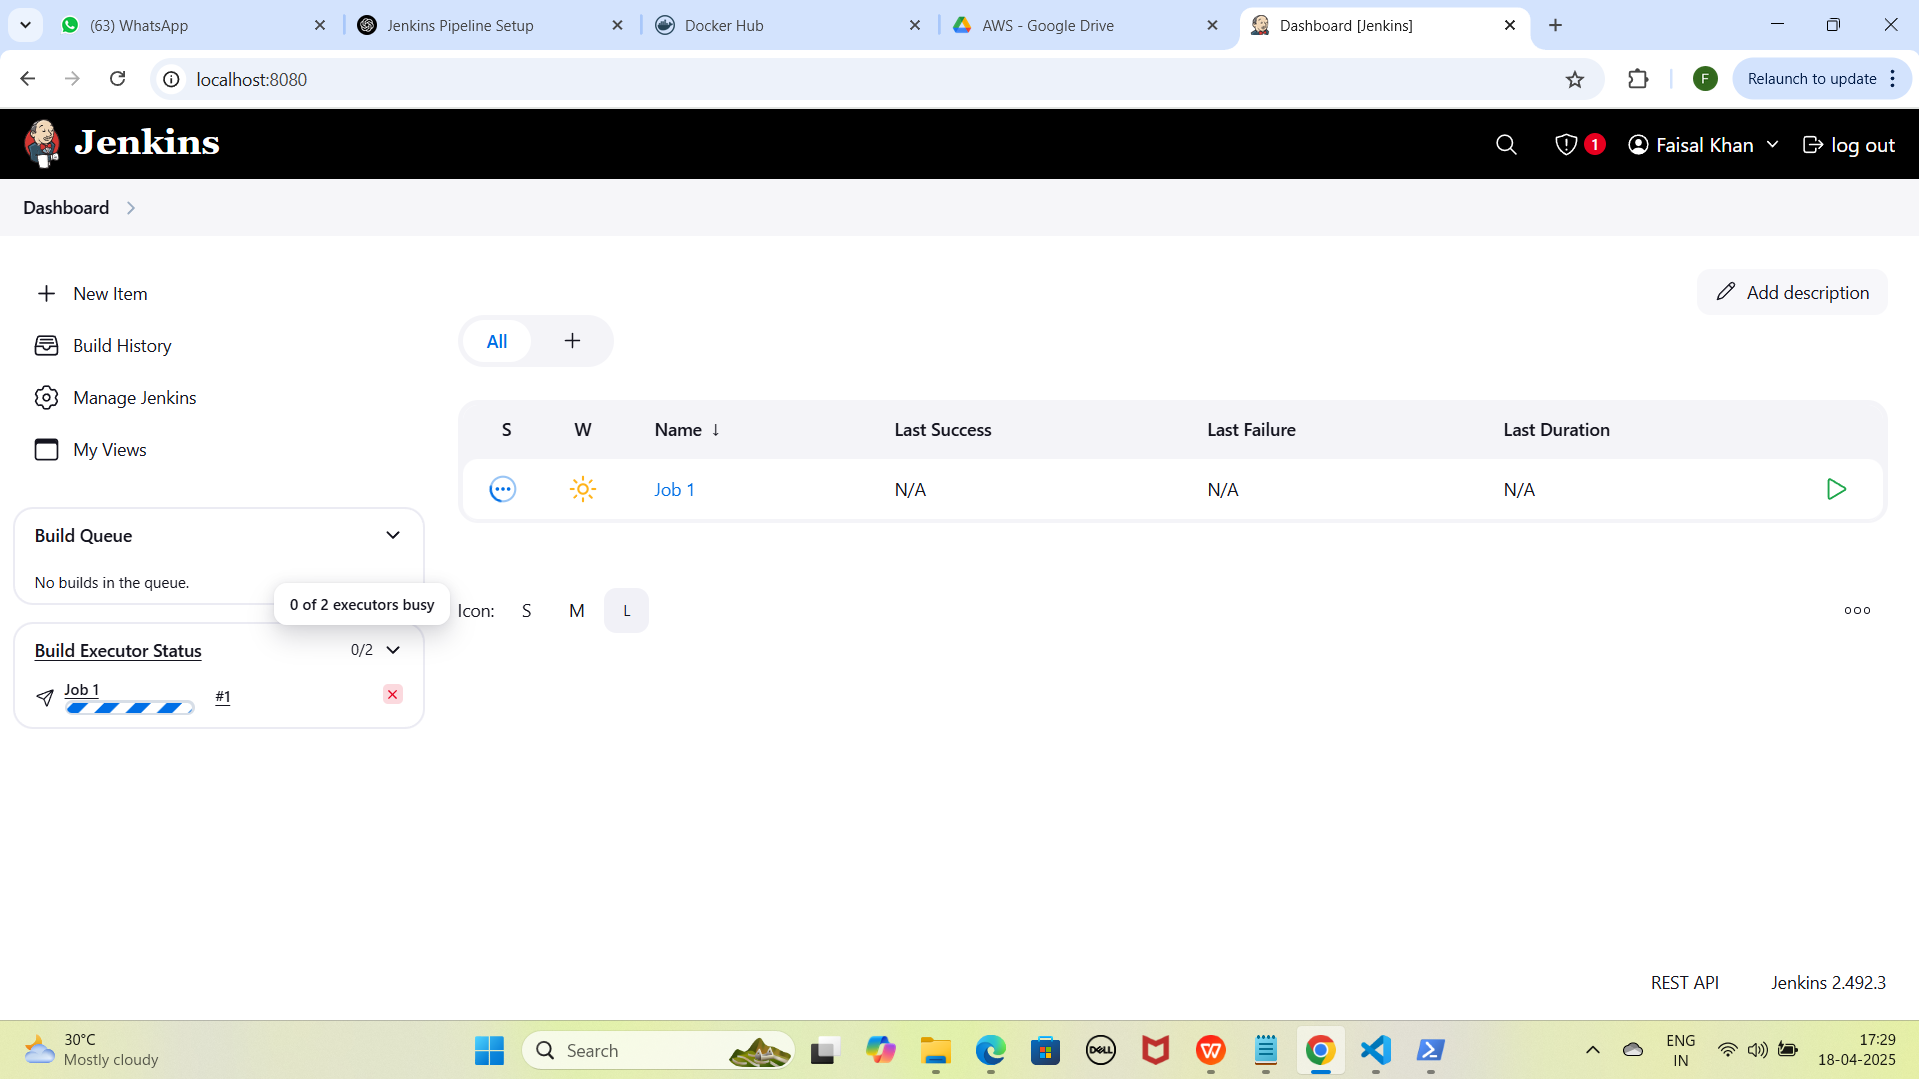 (63) WhatsApp
Jenkins Pipeline Setup
Docker Hub
AWS - Google Drive
Dashboard [Jenkins]
localhost:8080
F
Relaunch to update
Jenkins
1
Faisal Khan
log out
Dashboard
New Item
Build History
Manage Jenkins
My Views
Add description
All
S W Name ↓ Last Success Last Failure Last Duration
Job 1 N/A N/A N/A
Build Queue
No builds in the queue.
0 of 2 executors busy
Icon: S M L
Build Executor Status 0/2
Job 1 #1
REST API
Jenkins 2.492.3
30°C
Mostly cloudy
Search
DELL
ENG
IN
17:29
18-04-2025